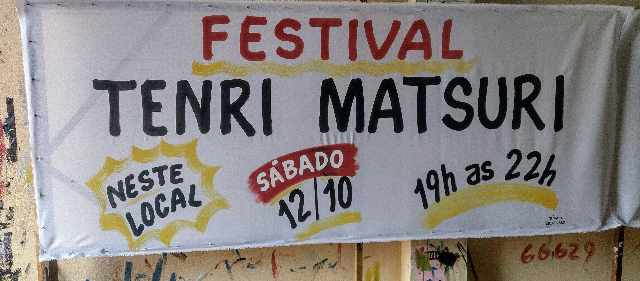 FESTIVAL
TENRI MATSURI
NESTE
LOCAL
SÁBADO
12/10
19h as 22h
66629